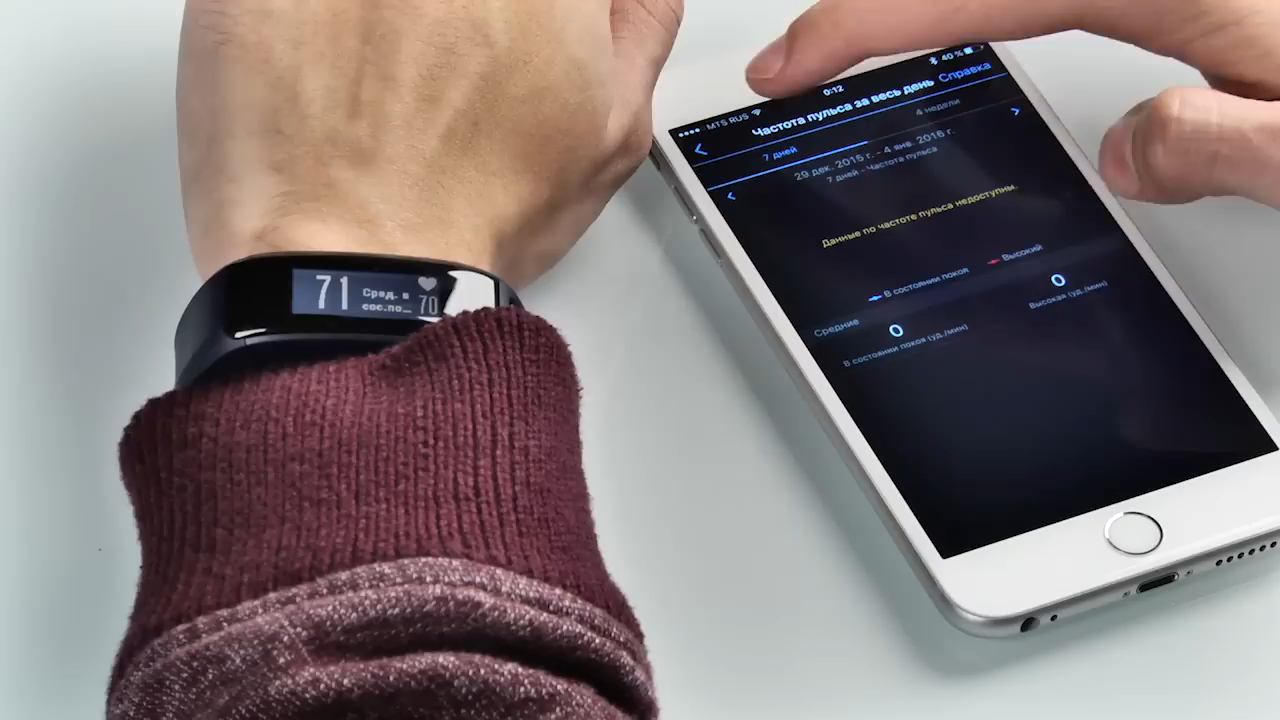 71
Сред. в
сос.по_
70
MTS RUS
0:12
40 %
Частота пульса за весь день
Справка
7 дней
4 недели
29 дек. 2015 г. - 4 янв. 2016 г.
7 дней - Частота пульса
Данные по частоте пульса недоступны.
В состоянии покоя
Высокий
Средние
0
В состоянии покоя (уд./мин)
0
Высокая (уд./мин)